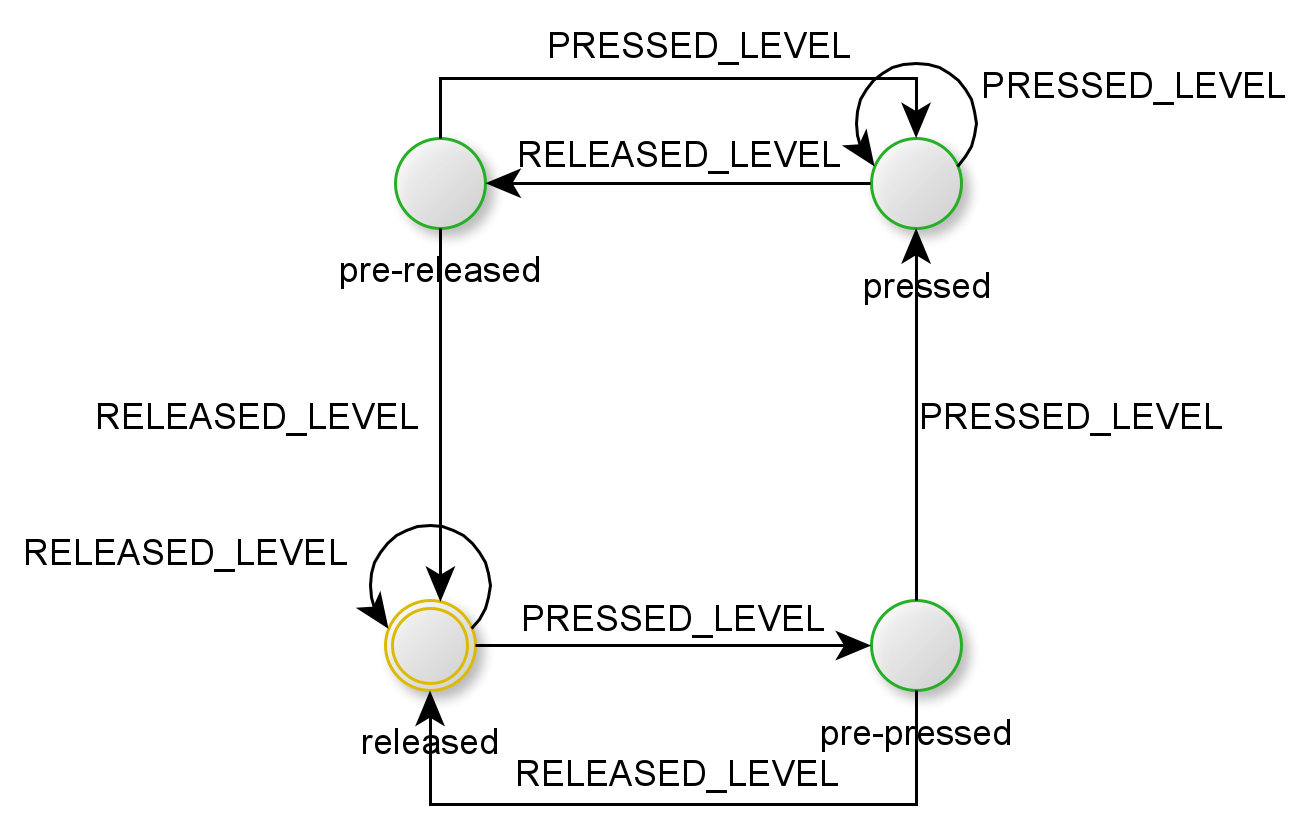 PRESSED_LEVEL
PRESSED_LEVEL
RELEASED_LEVEL
pre-released
pressed
RELEASED_LEVEL
PRESSED_LEVEL
RELEASED_LEVEL
PRESSED_LEVEL
released
pre-pressed
RELEASED_LEVEL